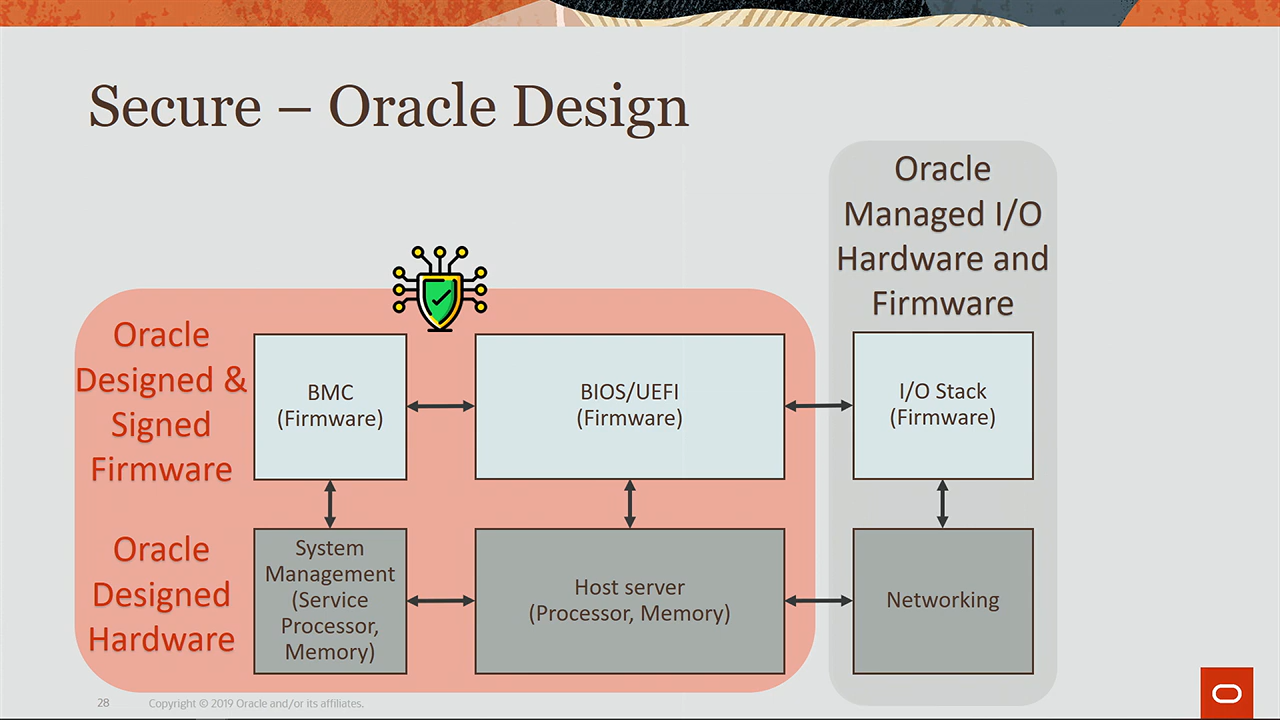 Secure – Oracle Design
Oracle
Managed I/O
Hardware and
Firmware
Oracle
Designed &
Signed
Firmware
BMC
(Firmware)
BIOS/UEFI
(Firmware)
I/O Stack
(Firmware)
Oracle
Designed
Hardware
System
Management
(Service
Processor,
Memory)
Host server
(Processor, Memory)
Networking
28
Copyright © 2019 Oracle and/or its affiliates.